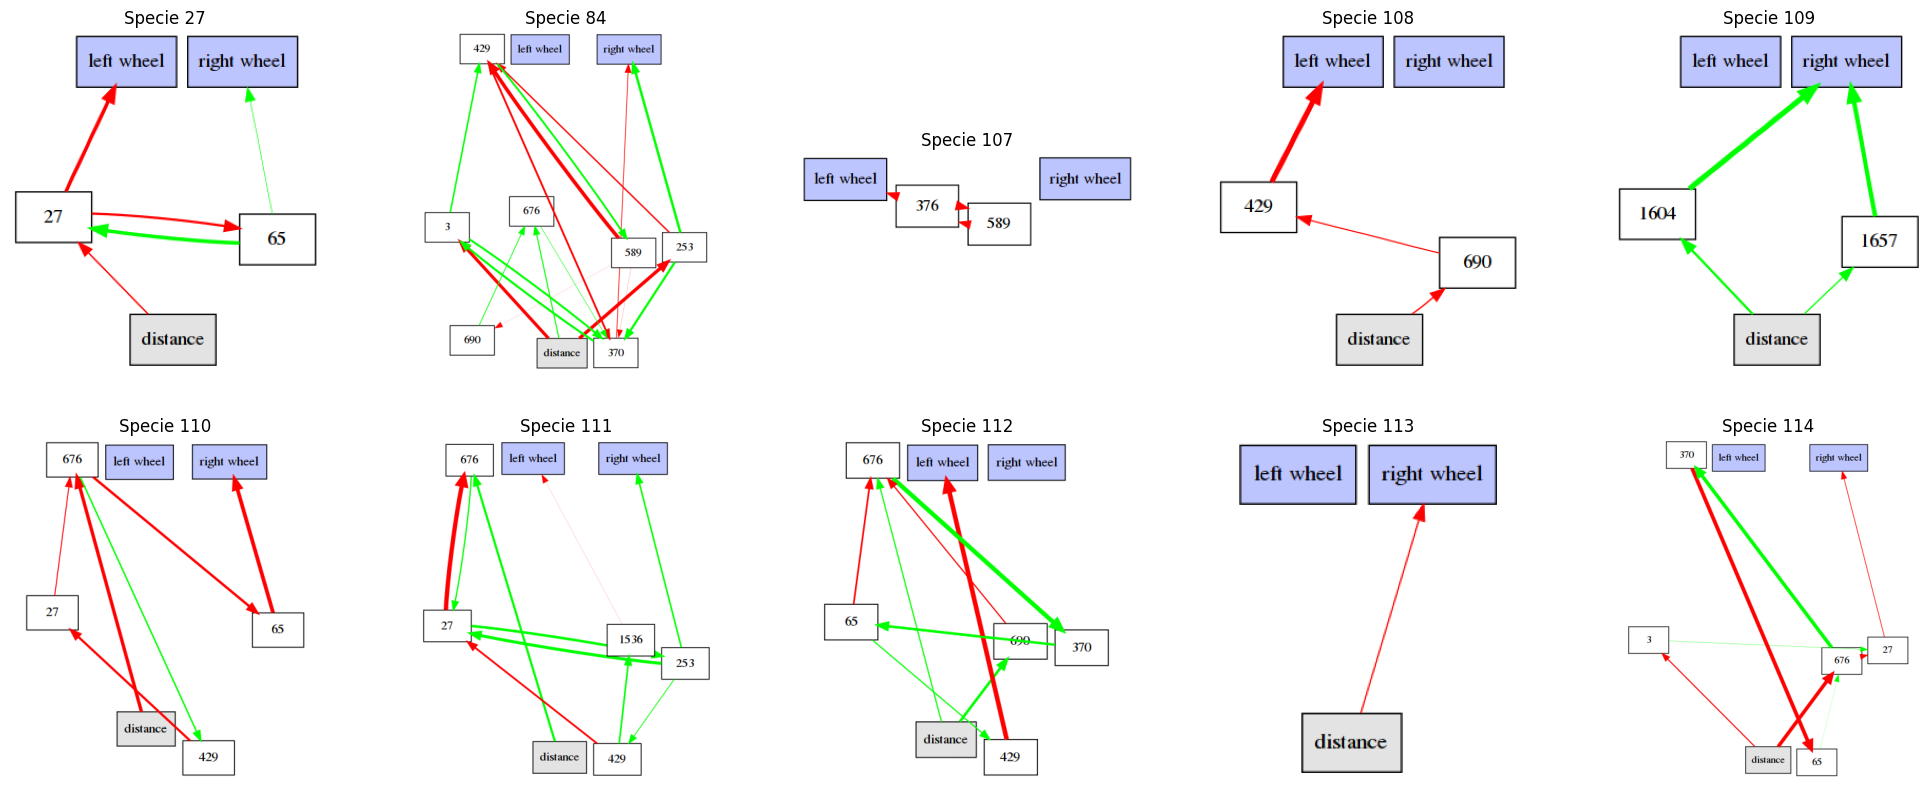 Specie 27
left wheel
right wheel
27
65
distance
Specie 84
429
left wheel
right wheel
676
3
589
253
690
distance
370
Specie 107
left wheel
right wheel
376
589
Specie 108
left wheel
right wheel
429
690
distance
Specie 109
left wheel
right wheel
1604
1657
distance
Specie 110
676
left wheel
right wheel
27
65
distance
429
Specie 111
676
left wheel
right wheel
27
1536
253
distance
429
Specie 112
676
left wheel
right wheel
65
690
370
distance
429
Specie 113
left wheel
right wheel
distance
Specie 114
370
left wheel
right wheel
3
27
676
distance
65